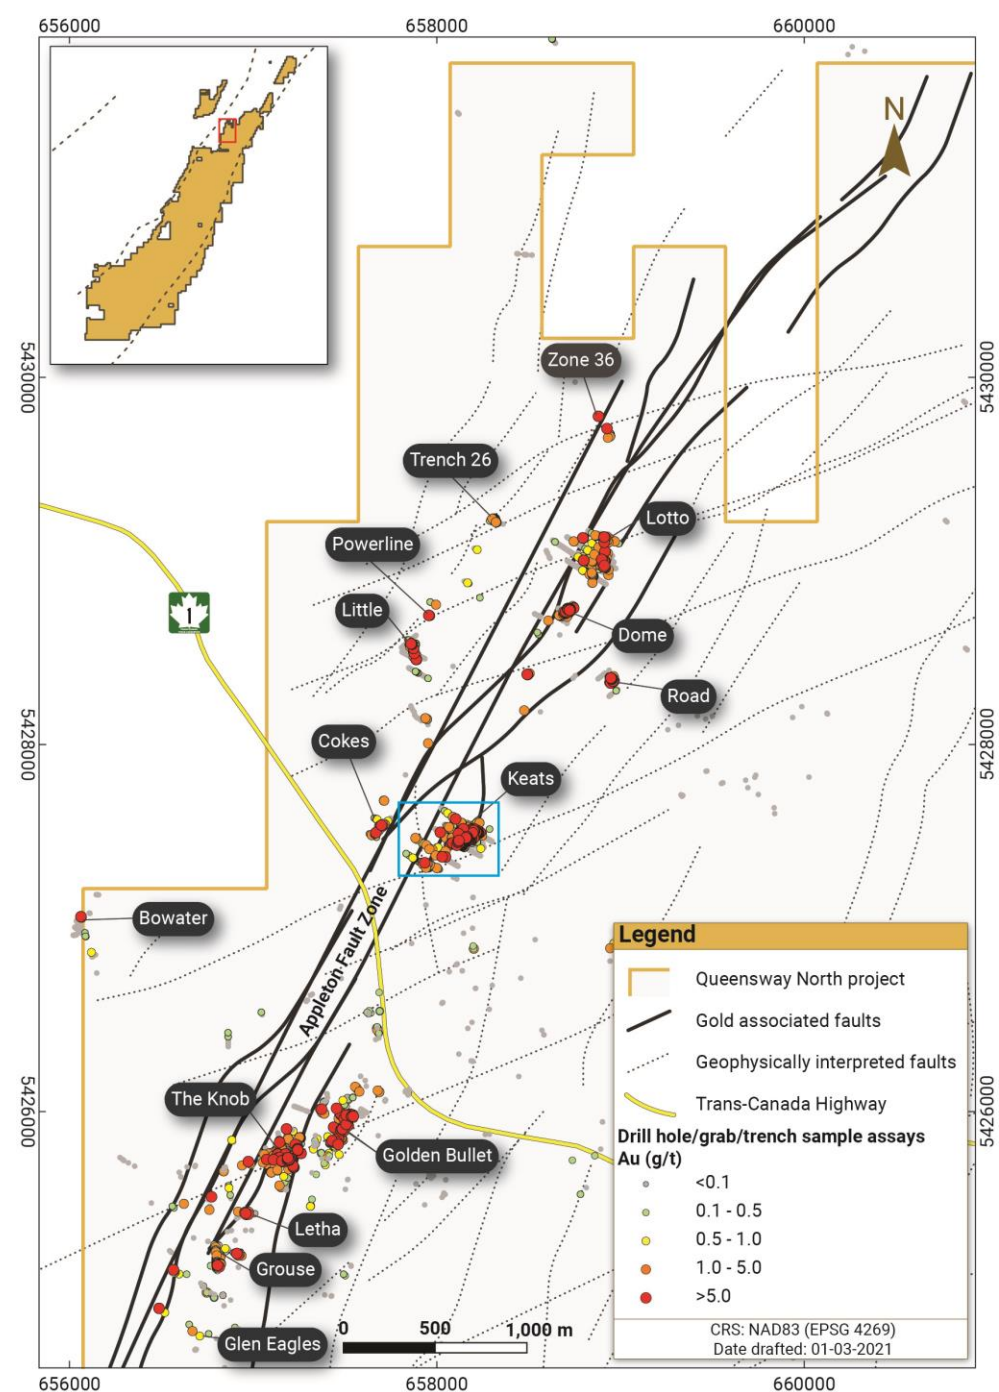 656000
658000
660000
N
5430000
5430000
Zone 36
Trench 26
Lotto
Powerline
1
Little
Dome
Road
5428000
5428000
Cokes
Keats
Bowater
Appleton Fault Zone
Legend
Queensway North project
Gold associated faults
Geophysically interpreted faults
Trans-Canada Highway
Drill hole/grab/trench sample assays
Au (g/t)
<0.1
0.1 - 0.5
0.5 - 1.0
1.0 - 5.0
>5.0
CRS: NAD83 (EPSG 4269)
Date drafted: 01-03-2021
5426000
5426000
The Knob
Golden Bullet
Letha
Grouse
Glen Eagles
0 500 1,000 m
656000
658000
660000